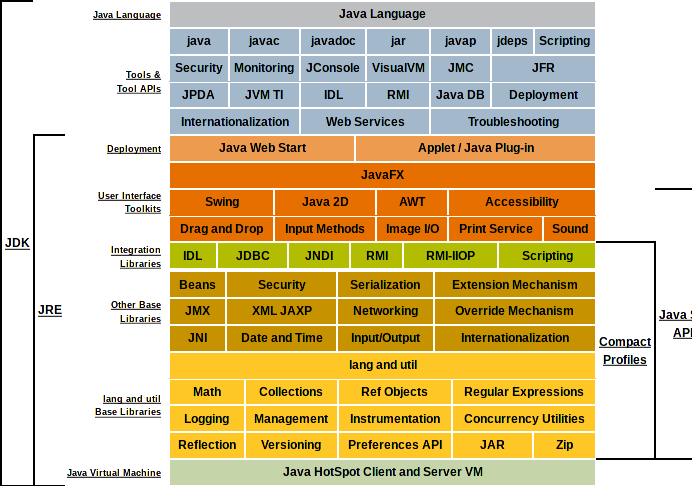 Java Language Java Language
java javac javadoc jar javap jdeps Scripting
Tools & Tool APIs
Security Monitoring JConsole VisualVM JMC JFR
JPDA JVM TI IDL RMI Java DB Deployment
Internationalization Web Services Troubleshooting
Deployment Java Web Start Applet / Java Plug-in
JavaFX
User Interface Toolkits
Swing Java 2D AWT Accessibility
Drag and Drop Input Methods Image I/O Print Service Sound
JDK
Integration Libraries
IDL JDBC JNDI RMI RMI-IIOP Scripting
Beans Security Serialization Extension Mechanism
JRE
Other Base Libraries
JMX XML JAXP Networking Override Mechanism
JNI Date and Time Input/Output Internationalization
Compact Profiles
Java
lang and util
lang and util Base Libraries
Math Collections Ref Objects Regular Expressions
Logging Management Instrumentation Concurrency Utilities
Reflection Versioning Preferences API JAR Zip
Java Virtual Machine Java HotSpot Client and Server VM